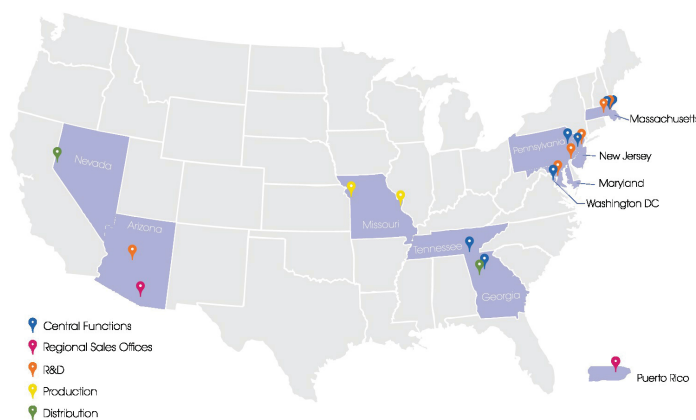 Massachusetts
Pennsylvania
Nevada
New Jersey
Maryland
Washington DC
Arizona
Missouri
Tennessee
Georgia
Central Functions
Regional Sales Offices
R&D
Puerto Rico
Production
Distribution